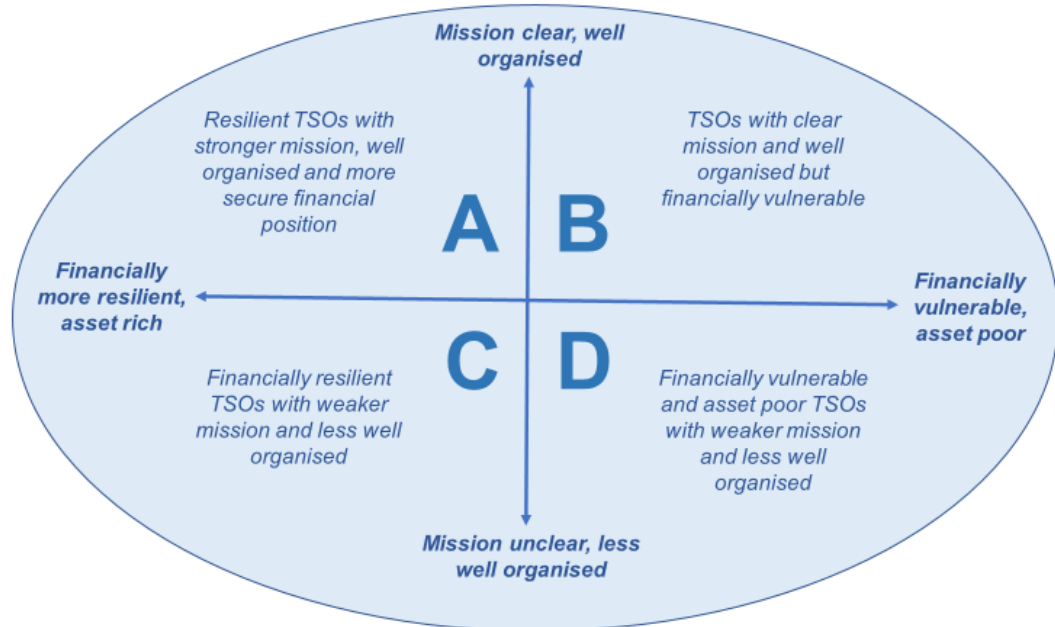 Mission clear, well
organised
Resilient TSOs with
stronger mission, well
organised and more
secure financial
position
TSOs with clear
mission and well
organised but
financially vulnerable
A
B
Financially
more resilient,
asset rich
Financially
vulnerable,
asset poor
C
D
Financially resilient
TSOs with weaker
mission and less well
organised
Financially vulnerable
and asset poor TSOs
with weaker mission
and less well
organised
Mission unclear, less
well organised